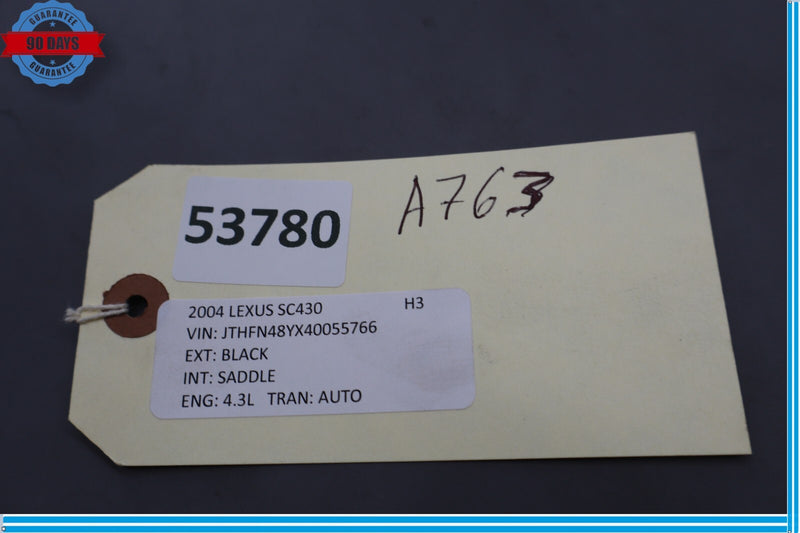 GUARANTEE
90 DAYS
GUARANTEE
A763
53780
2004 LEXUS SC430 H3
VIN: JTHFN48YX40055766
EXT: BLACK
INT: SADDLE
ENG: 4.3L TRAN: AUTO